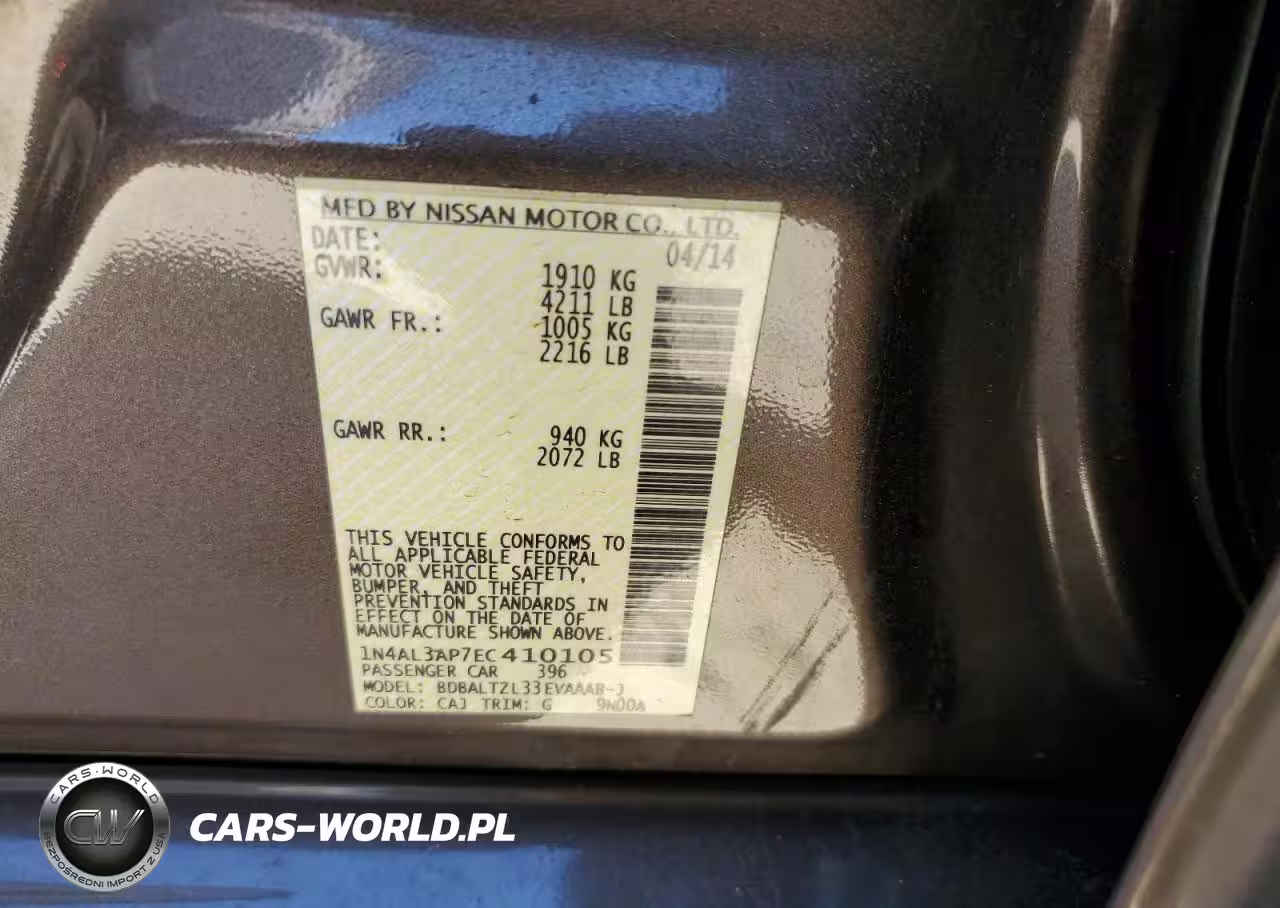 MFD BY NISSAN MOTOR CO., LTD.
DATE: 04/14
GVWR: 1910 KG
4211 LB
GAWR FR.: 1005 KG
2216 LB
GAWR RR.: 940 KG
2072 LB
THIS VEHICLE CONFORMS TO
ALL APPLICABLE FEDERAL
MOTOR VEHICLE SAFETY,
BUMPER, AND THEFT
PREVENTION STANDARDS IN
EFFECT ON THE DATE OF
MANUFACTURE SHOWN ABOVE.
1N4AL3AP7EC410105
PASSENGER CAR 396
MODEL: BDBALTZL33EVAAAB-J
COLOR: CAJ TRIM: G 9N00A
CARS-WORLD
CW
BEZPOŚREDNI IMPORT Z USA
CARS-WORLD.PL